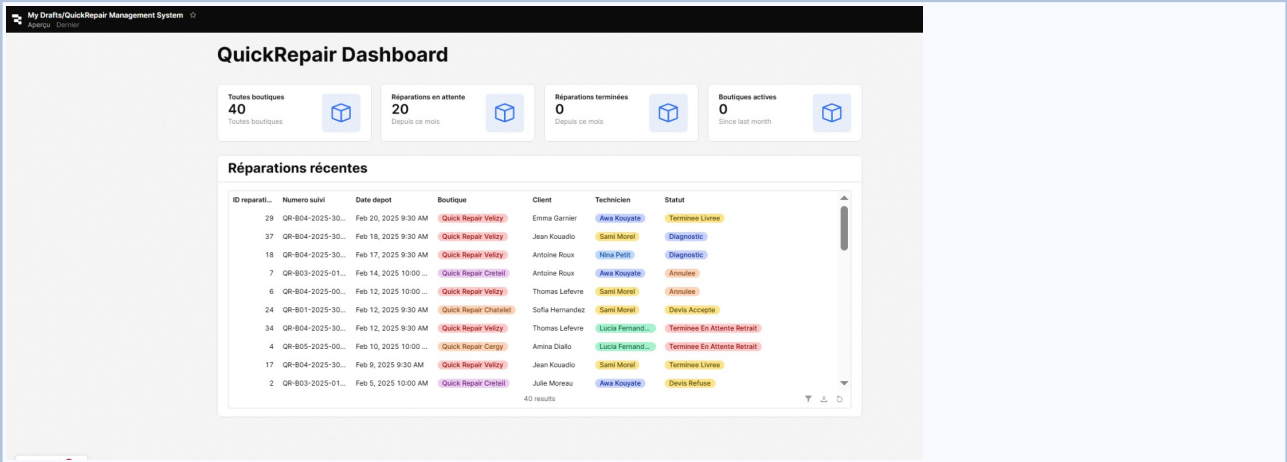 My Drafts/QuickRepair Management System
Aperçu Dernier
QuickRepair Dashboard
Toutes boutiques
40
Toutes boutiques
Réparations en attente
20
Depuis ce mois
Réparations terminées
0
Depuis ce mois
Boutiques actives
0
Since last month
Réparations récentes
ID reparati... Numero suivi Date depot Boutique Client Technicien Statut
29 QR-B04-2025-30... Feb 20, 2025 9:30 AM Quick Repair Velizy Emma Garnier Awa Kouyate Terminee Livree
37 QR-B04-2025-30... Feb 18, 2025 9:30 AM Quick Repair Velizy Jean Kouadio Sami Morel Diagnostic
18 QR-B04-2025-30... Feb 17, 2025 9:30 AM Quick Repair Velizy Antoine Roux Nina Petit Diagnostic
7 QR-B03-2025-01... Feb 14, 2025 10:00 ... Quick Repair Creteil Antoine Roux Awa Kouyate Annulee
6 QR-B04-2025-00... Feb 12, 2025 10:00 ... Quick Repair Velizy Thomas Lefevre Sami Morel Annulee
24 QR-B01-2025-30... Feb 12, 2025 9:30 AM Quick Repair Chatelet Sofia Hernandez Sami Morel Devis Accepte
34 QR-B04-2025-30... Feb 12, 2025 9:30 AM Quick Repair Velizy Thomas Lefevre Lucia Fernand... Terminee En Attente Retrait
4 QR-B05-2025-00... Feb 10, 2025 10:00 ... Quick Repair Cergy Amina Diallo Lucia Fernand... Terminee En Attente Retrait
17 QR-B04-2025-30... Feb 9, 2025 9:30 AM Quick Repair Velizy Jean Kouadio Sami Morel Terminee Livree
2 QR-B03-2025-01... Feb 5, 2025 10:00 AM Quick Repair Creteil Julie Moreau Awa Kouyate Devis Refuse
40 results